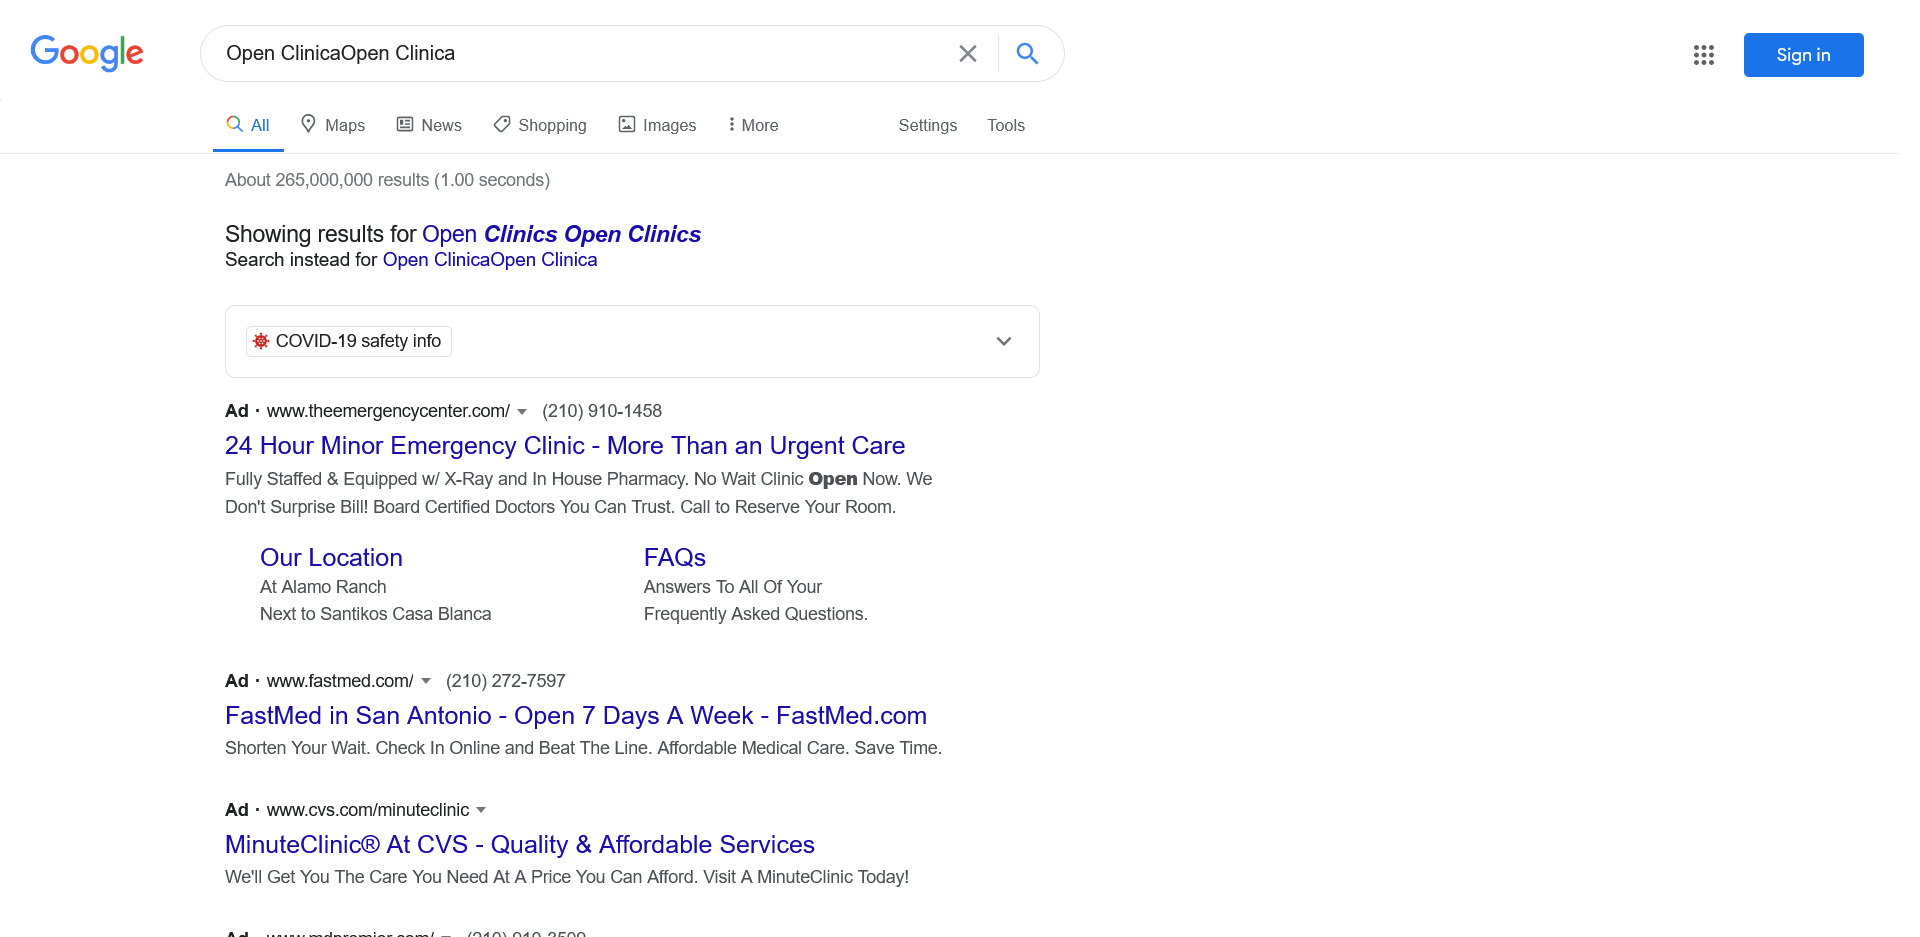 Google
Open ClinicaOpen Clinica
Sign in
All Maps News Shopping Images More Settings Tools
About 265,000,000 results (1.00 seconds)
Showing results for Open Clinics Open Clinics
Search instead for Open ClinicaOpen Clinica
COVID-19 safety info
Ad · www.theemergencycenter.com/ (210) 910-1458
24 Hour Minor Emergency Clinic - More Than an Urgent Care
Fully Staffed & Equipped w/ X-Ray and In House Pharmacy. No Wait Clinic Open Now. We
Don't Surprise Bill! Board Certified Doctors You Can Trust. Call to Reserve Your Room.
Our Location
At Alamo Ranch
Next to Santikos Casa Blanca
FAQs
Answers To All Of Your
Frequently Asked Questions.
Ad · www.fastmed.com/ (210) 272-7597
FastMed in San Antonio - Open 7 Days A Week - FastMed.com
Shorten Your Wait. Check In Online and Beat The Line. Affordable Medical Care. Save Time.
Ad · www.cvs.com/minuteclinic
MinuteClinic® At CVS - Quality & Affordable Services
We'll Get You The Care You Need At A Price You Can Afford. Visit A MinuteClinic Today!
Ad · www.mdpremier.com/ (210) 910-3509